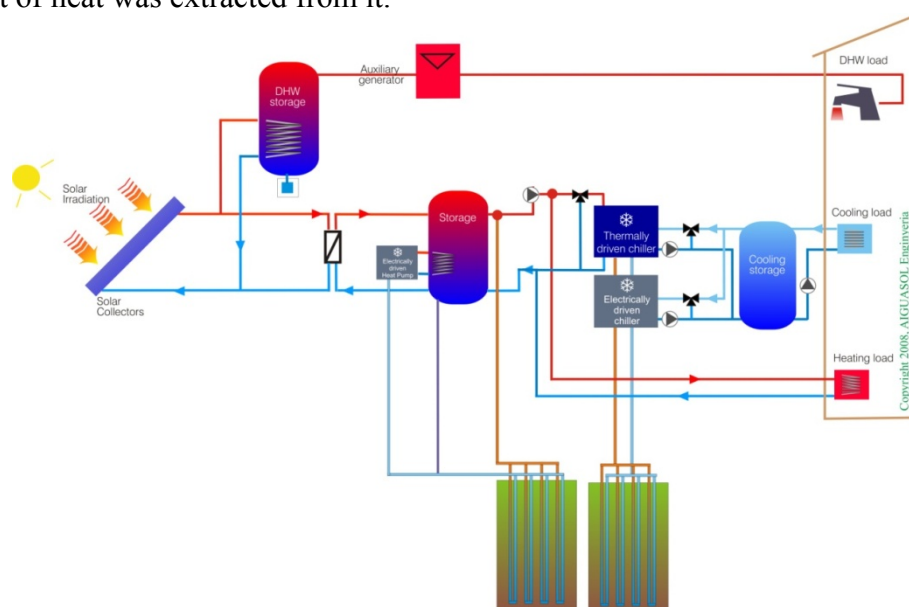 t of heat was extracted from it.
Auxiliary
generator
DHW load
DHW
storage
Solar
Irradiation
Storage
Cooling load
Thermally
driven chiller
Electrically
driven
Heat Pump
Cooling
storage
Electrically
driven
chiller
Solar
Collectors
Heating load
Copyright 2008, AIGUASOL Enginyeria